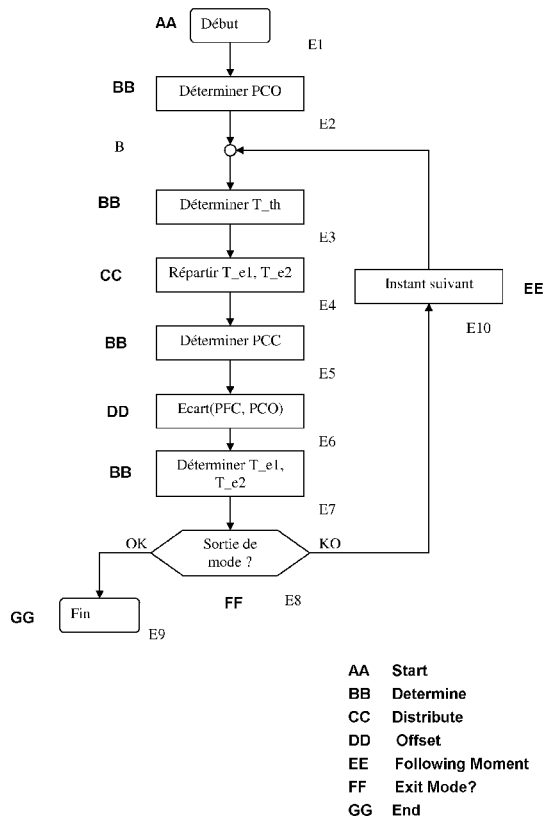 AA Début
E1
BB Déterminer PCO
E2
B
BB Déterminer T_th
E3
CC Répartir T_e1, T_e2
Instant suivant EE
E4
E10
BB Déterminer PCC
E5
DD Ecart(PFC, PCO)
E6
BB Déterminer T_e1,
T_e2
E7
OK Sortie de KO
mode ?
FF E8
GG Fin
E9
AA Start
BB Determine
CC Distribute
DD Offset
EE Following Moment
FF Exit Mode?
GG End